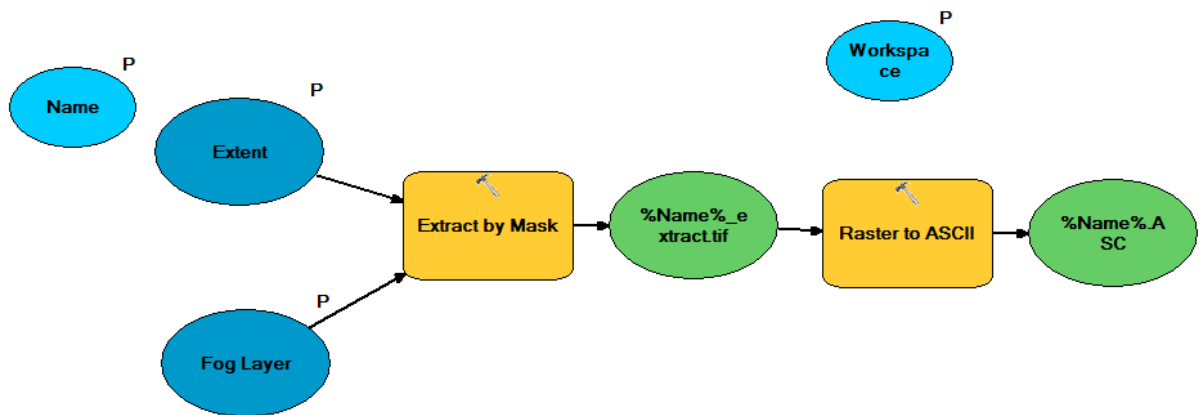 P
Workspa
ce
P
Name
P
Extent
Extract by Mask
%Name%_e
xtract.tif
Raster to ASCII
%Name%.A
SC
P
Fog Layer